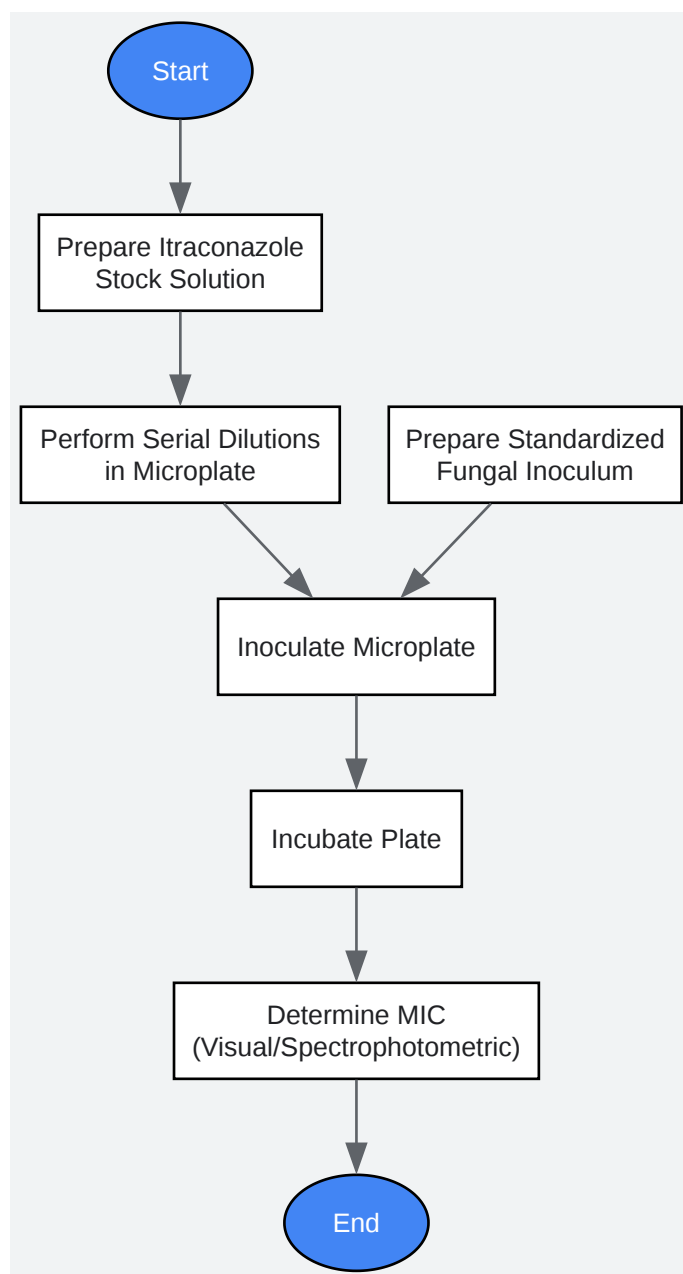 Start
Prepare Itraconazole
Stock Solution
Perform Serial Dilutions
in Microplate
Prepare Standardized
Fungal Inoculum
Inoculate Microplate
Incubate Plate
Determine MIC
(Visual/Spectrophotometric)
End